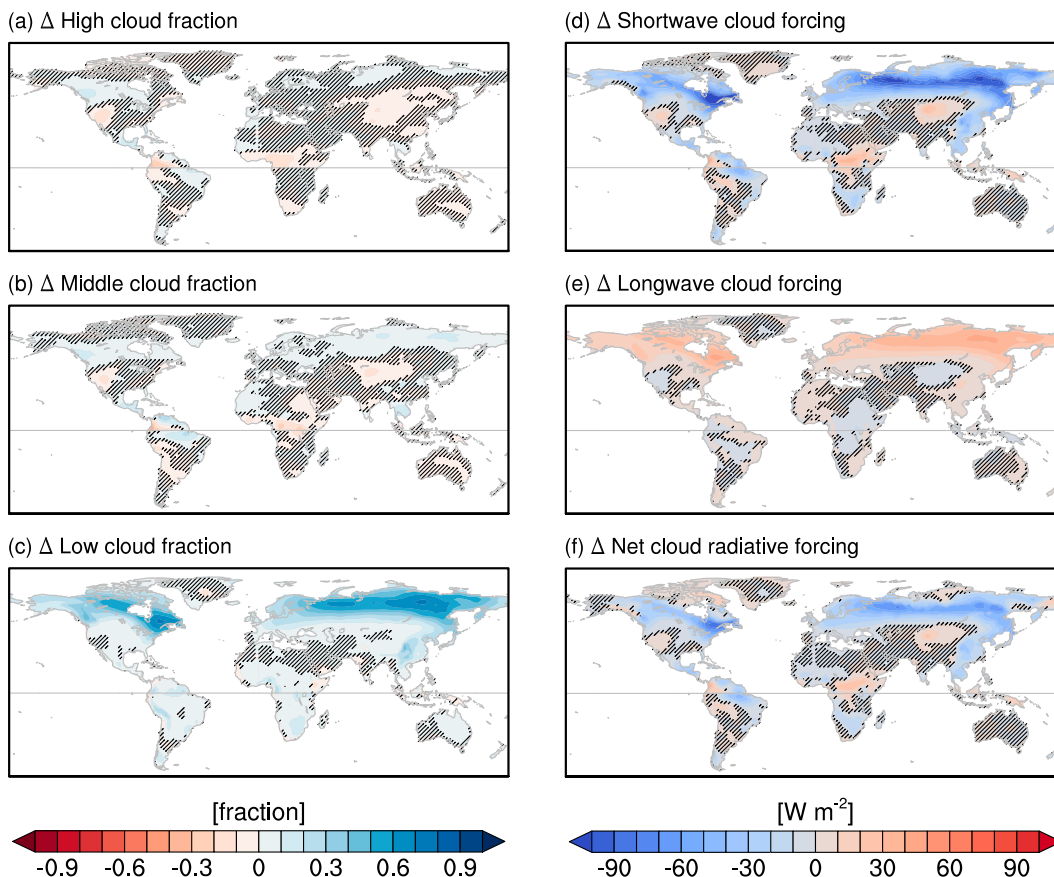 (a) Δ High cloud fraction
(d) Δ Shortwave cloud forcing
(b) Δ Middle cloud fraction
(e) Δ Longwave cloud forcing
(c) Δ Low cloud fraction
(f) Δ Net cloud radiative forcing
[fraction]
-0.9 -0.6 -0.3 0 0.3 0.6 0.9
[W m⁻²]
-90 -60 -30 0 30 60 90